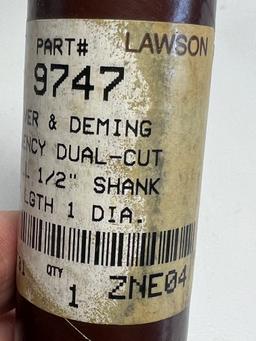 PART# LAWSON
9747
ER & DEMING
ENCY DUAL-CUT
L 1/2" SHANK
LGTH 1 DIA.
QTY
1 ZNE04